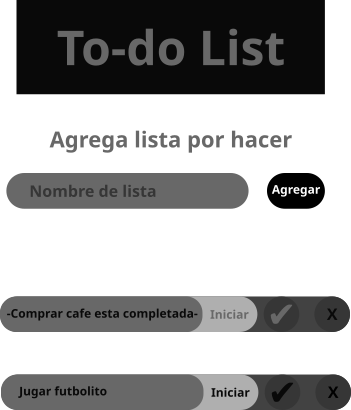 To-do List
Agrega lista por hacer
Nombre de lista Agregar
-Comprar cafe esta completada- Iniciar ✔ X
Jugar futbolito Iniciar ✔ X